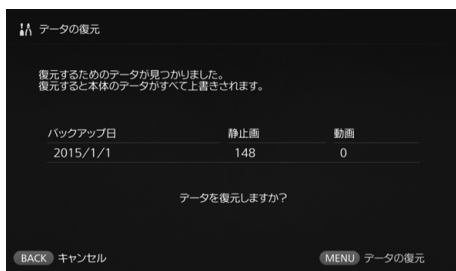 データの復元
復元するためのデータが見つかりました。
復元すると本体のデータがすべて上書きされます。
バックアップ日 静止画 動画
2015/1/1 148 0
データを復元しますか?
BACK キャンセル MENU データの復元